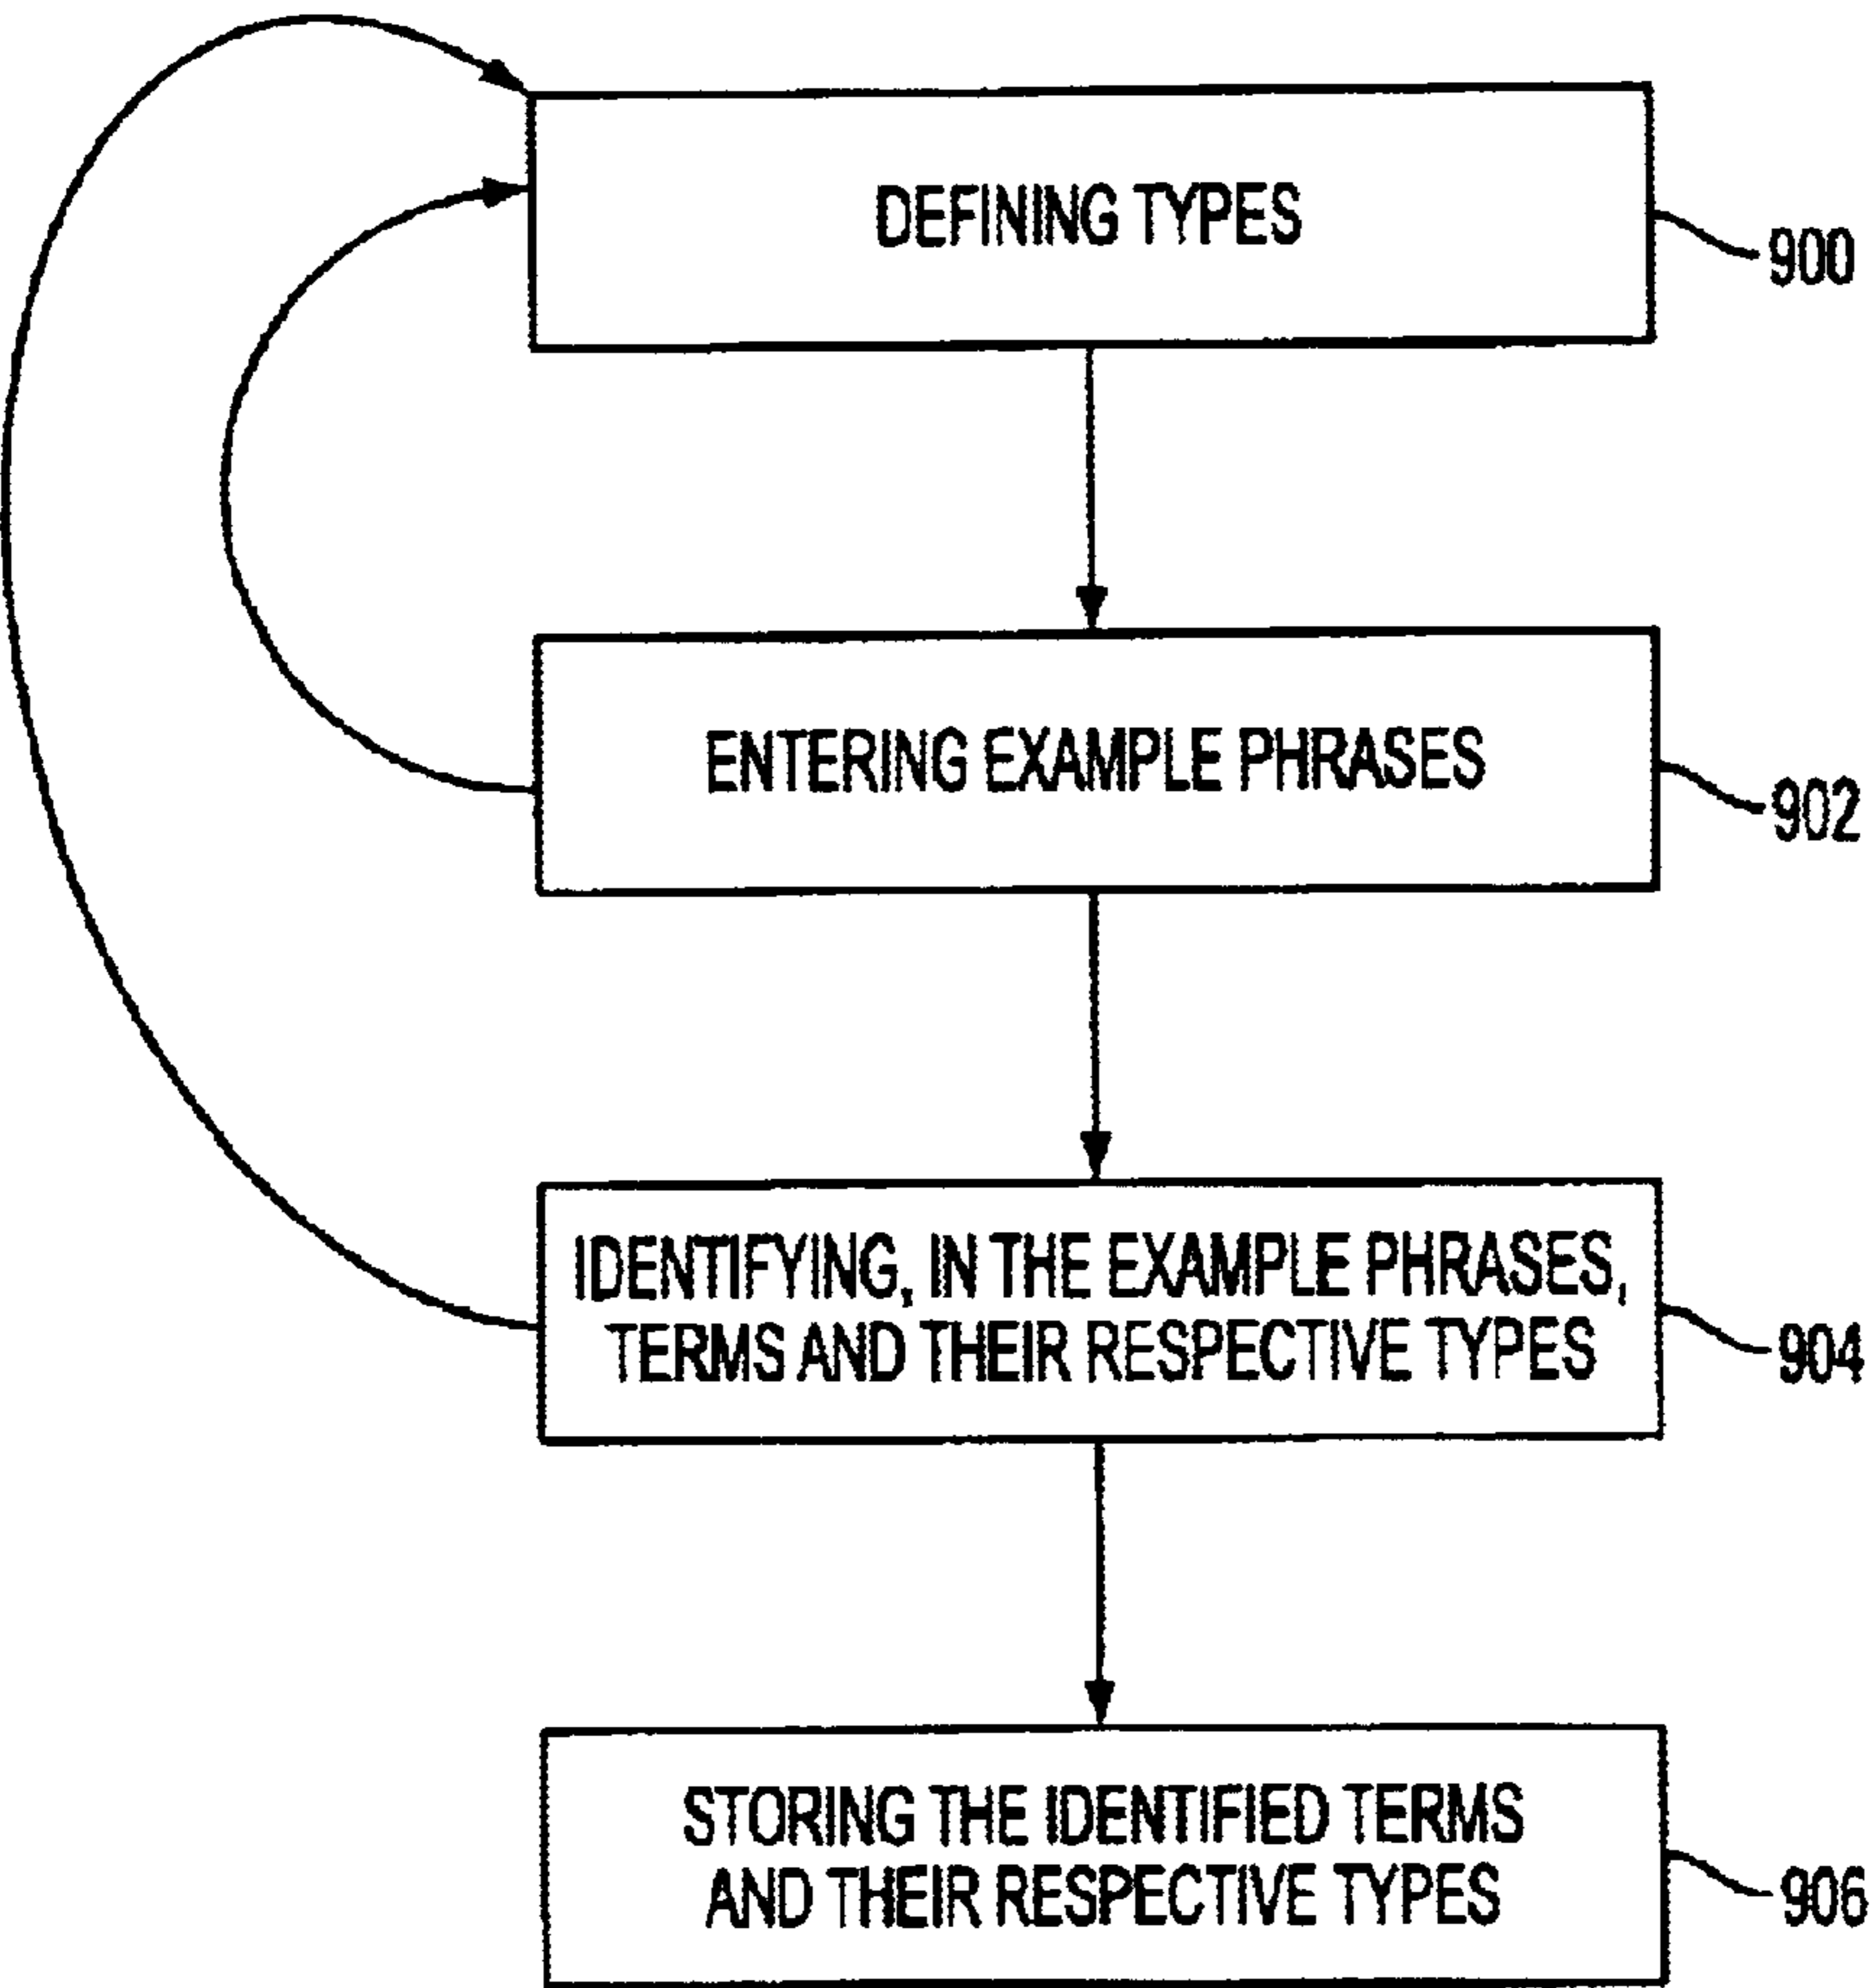 DEFINING TYPES
900
ENTERING EXAMPLE PHRASES
902
IDENTIFYING, IN THE EXAMPLE PHRASES,
TERMS AND THEIR RESPECTIVE TYPES
904
STORING THE IDENTIFIED TERMS
AND THEIR RESPECTIVE TYPES
906